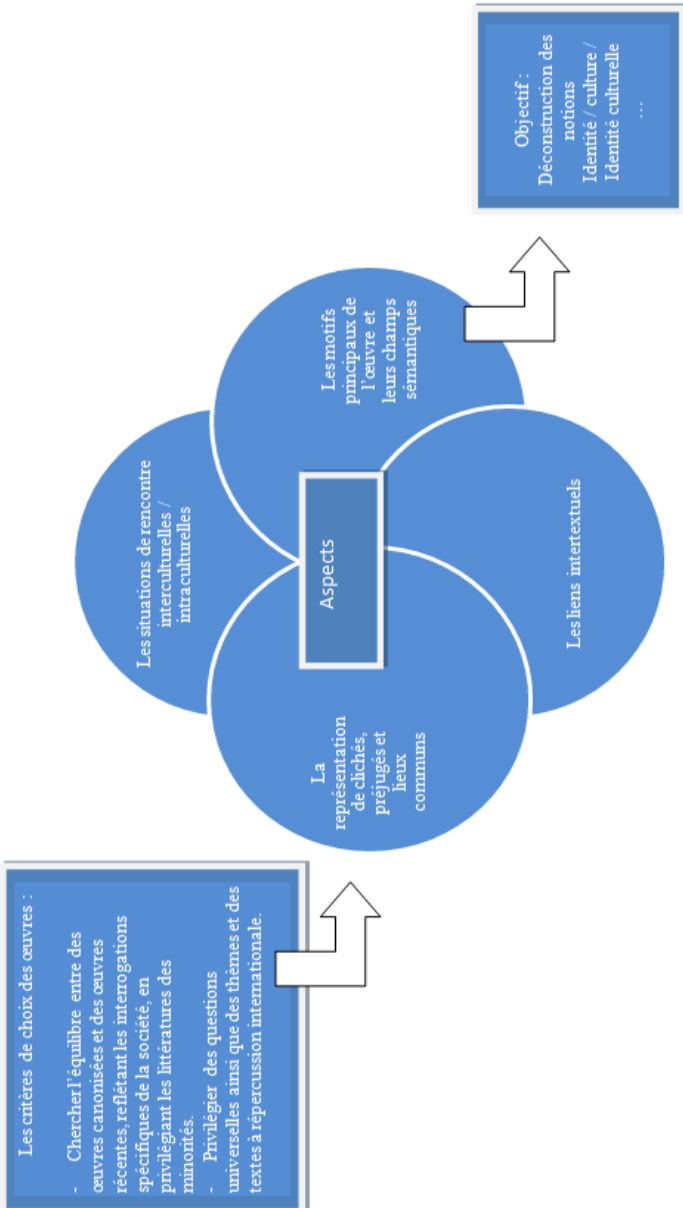 Les critères de choix des œuvres :
- Chercher l'équilibre entre des
œuvres canonisées et des œuvres
récentes, reflétant les interrogations
spécifiques de la société, en
privilégiant les littératures des
minorités.
- Privilégier des questions
universelles ainsi que des thèmes et des
textes à répercussion internationale.
La
représentation
de clichés,
préjugés et
lieux
communs
Les situations de rencontre
interculturelles /
intraculturelles
Aspects
Les liens intertextuels
Les motifs
principaux de
l'œuvre et
leurs champs
sémantiques
Objectif :
Déconstruction des
notions
Identité / culture /
Identité culturelle
…